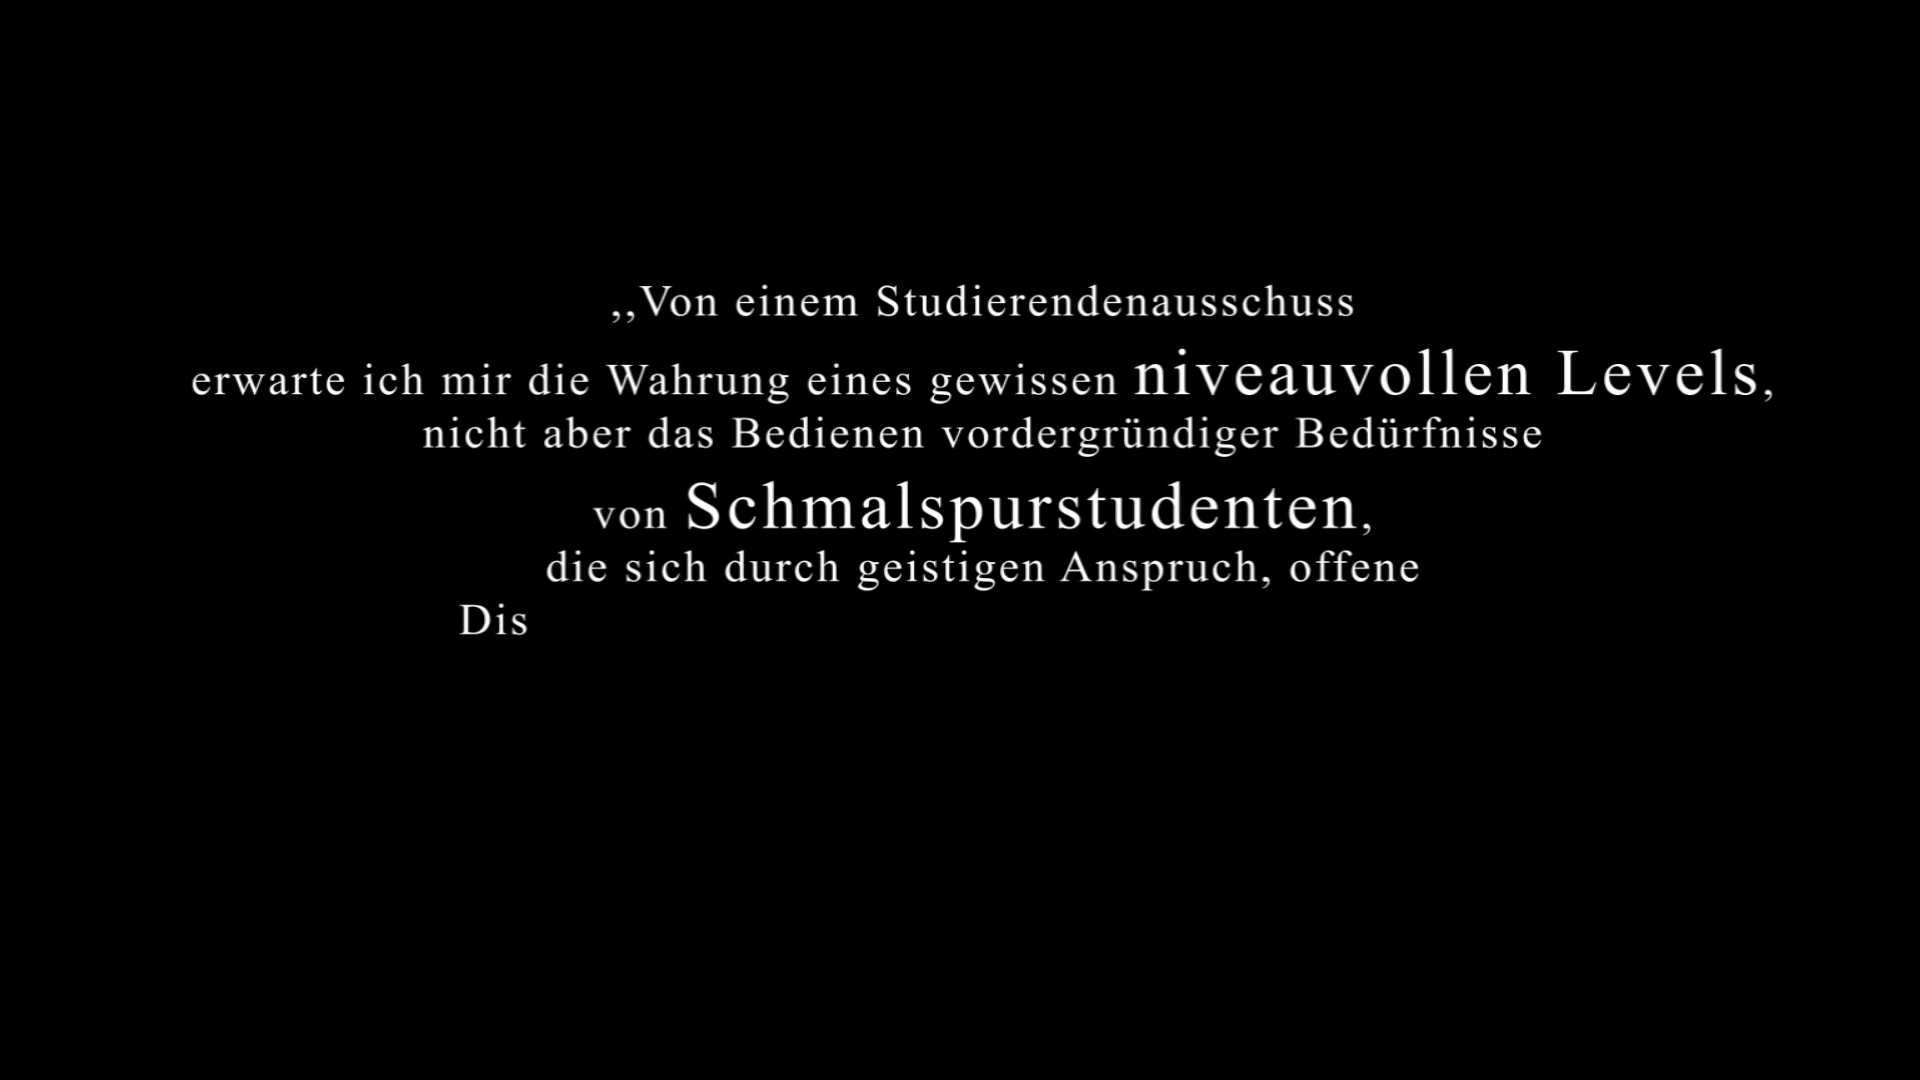 ,,Von einem Studierendenausschuss
erwarte ich mir die Wahrung eines gewissen niveauvollen Levels,
nicht aber das Bedienen vordergründiger Bedürfnisse
von Schmalspurstudenten,
die sich durch geistigen Anspruch, offene
Dis